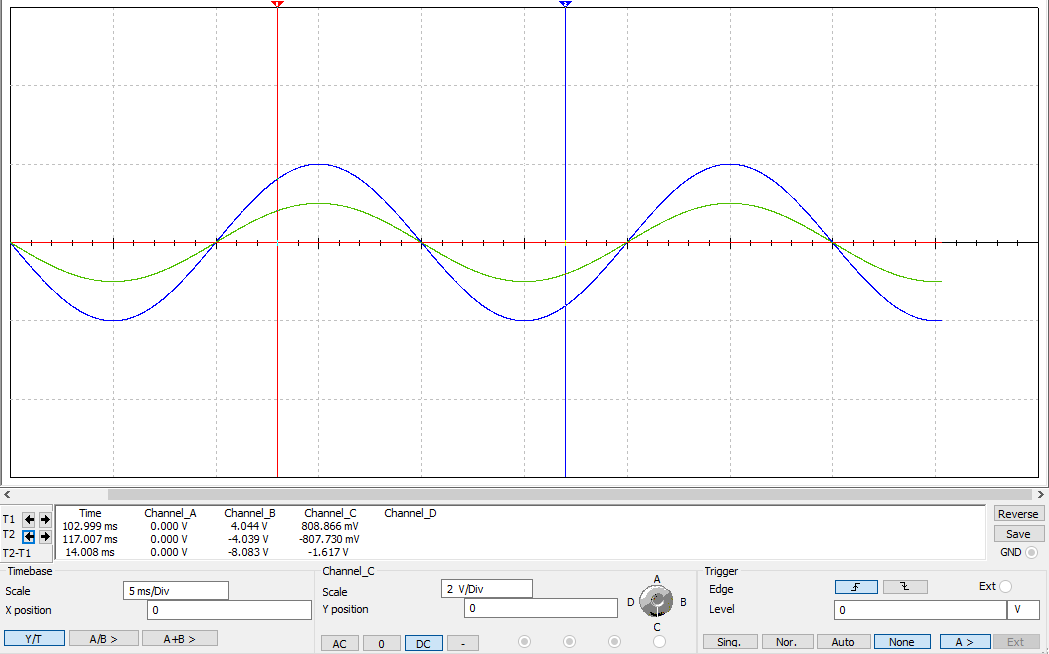 1 2
Time Channel_A Channel_B Channel_C Channel_D
T1 102.999 ms 0.000 V 4.044 V 808.866 mV
T2 117.007 ms 0.000 V -4.039 V -807.730 mV
T2-T1 14.008 ms 0.000 V -8.083 V -1.617 V
Reverse
Save
GND
Timebase
Scale 5 ms/Div
X position 0
Y/T A/B > A+B >
Channel_C
Scale 2 V/Div
Y position 0
AC 0 DC -
A
D B
C
Trigger
Edge Ext
Level 0 V
Sing. Nor. Auto None A > Ext